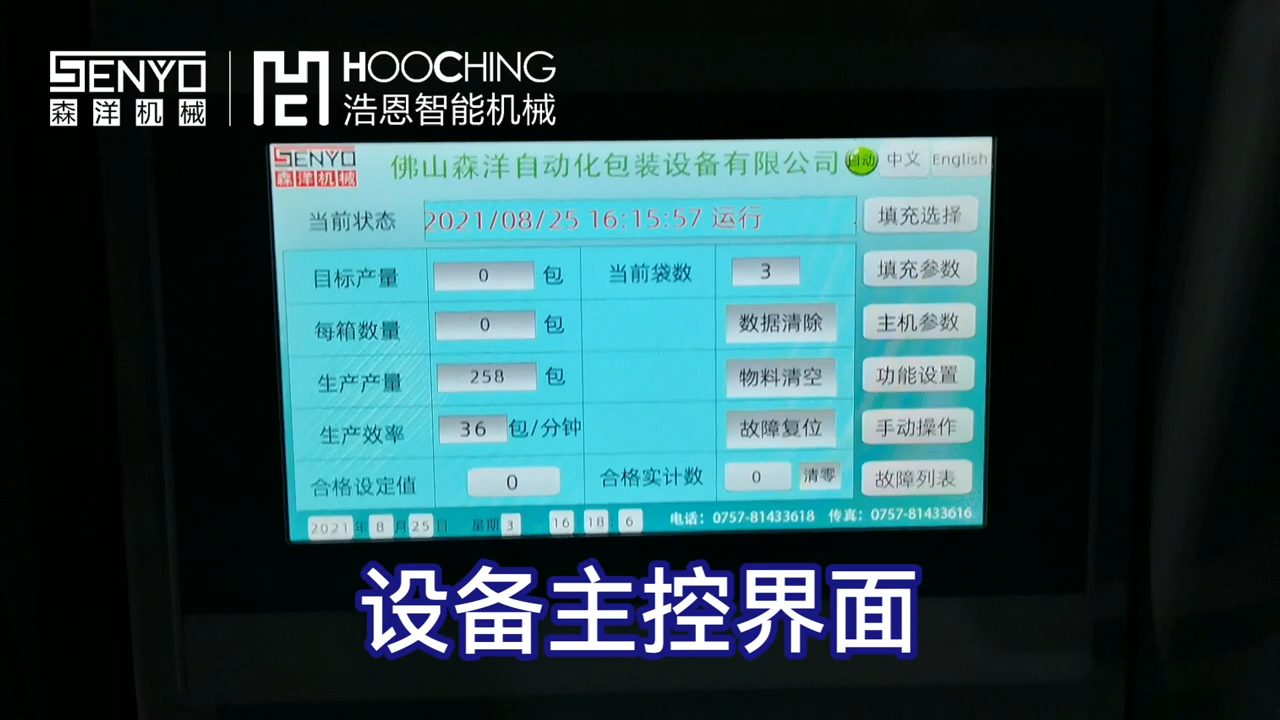 SENYO
森洋机械
HOOCHING
浩恩智能机械
SENYO
森洋机械
佛山森洋自动化包装设备有限公司
自动
中文
English
当前状态
2021/08/25 16:15:57 运行
填充选择
目标产量 0 包 当前袋数 3
填充参数
每箱数量 0 包 数据清除
主机参数
生产产量 258 包 物料清空
功能设置
生产效率 36 包/分钟 故障复位
手动操作
合格设定值 0 合格实计数 0 清零
故障列表
2021年 8月25日 星期3 16 18 6 电话：0757-81433618 传真：0757-81433616
设备主控界面